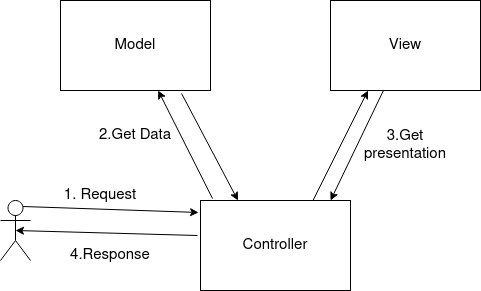 Model
View
2.Get Data
3.Get
presentation
1. Request
Controller
4.Response